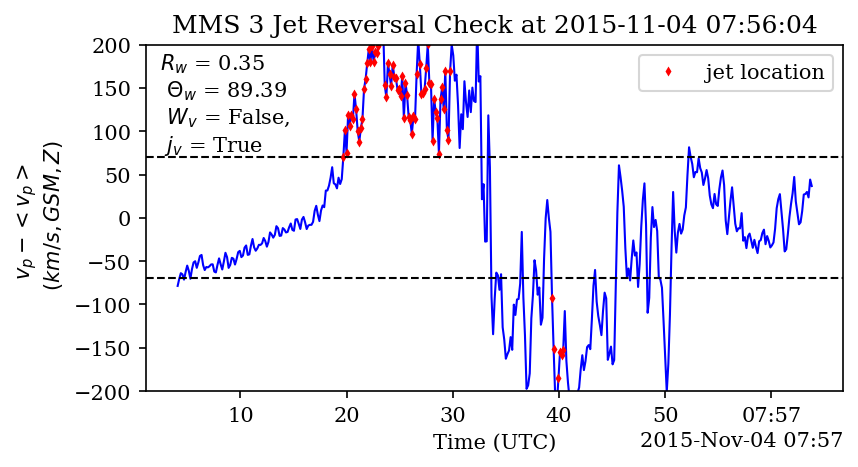 MMS 3 Jet Reversal Check at 2015-11-04 07:56:04
R_w = 0.35
Θ_w = 89.39
W_v = False,
j_v = True
jet location
v_p − < v_p >
(km/s, GSM, Z)
200
150
100
50
0
−50
−100
−150
−200
10 20 30 40 50 07:57
Time (UTC)
2015-Nov-04 07:57